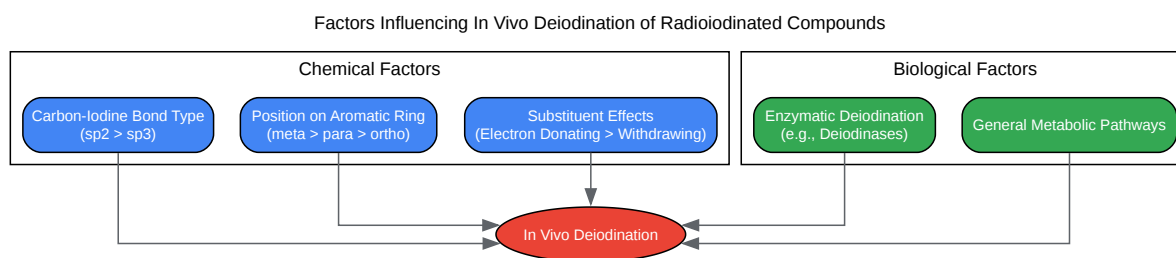 Factors Influencing In Vivo Deiodination of Radioiodinated Compounds
Chemical Factors
Carbon-Iodine Bond Type
(sp2 > sp3)
Position on Aromatic Ring
(meta > para > ortho)
Substituent Effects
(Electron Donating > Withdrawing)
Biological Factors
Enzymatic Deiodination
(e.g., Deiodinases)
General Metabolic Pathways
In Vivo Deiodination